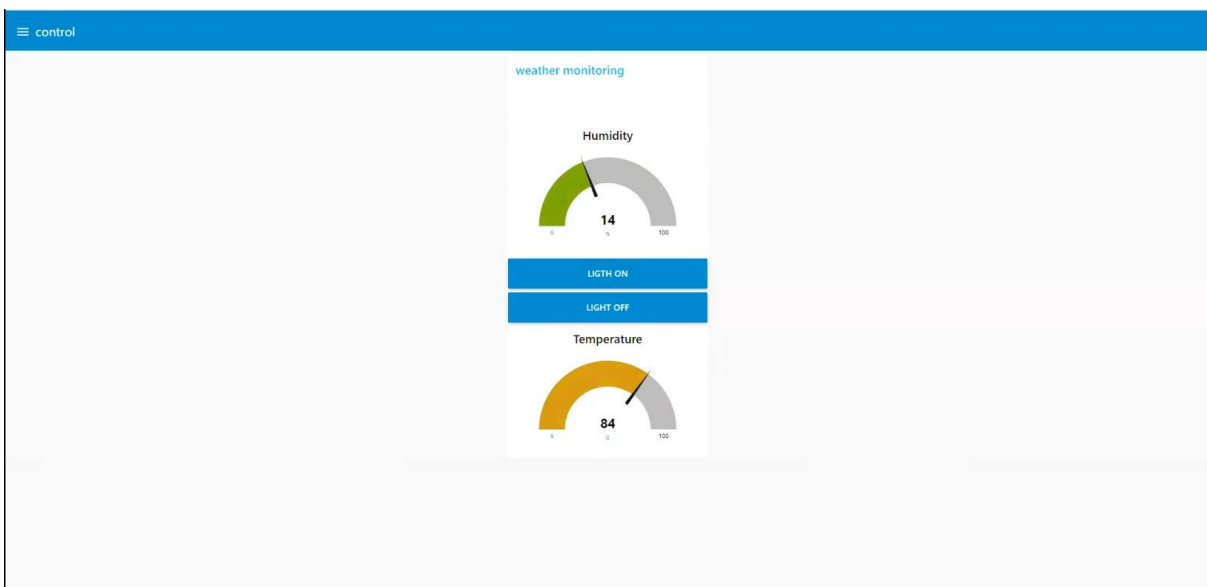 ≡ control
weather monitoring
Humidity
14
0 % 100
LIGTH ON
LIGHT OFF
Temperature
84
0 C 100